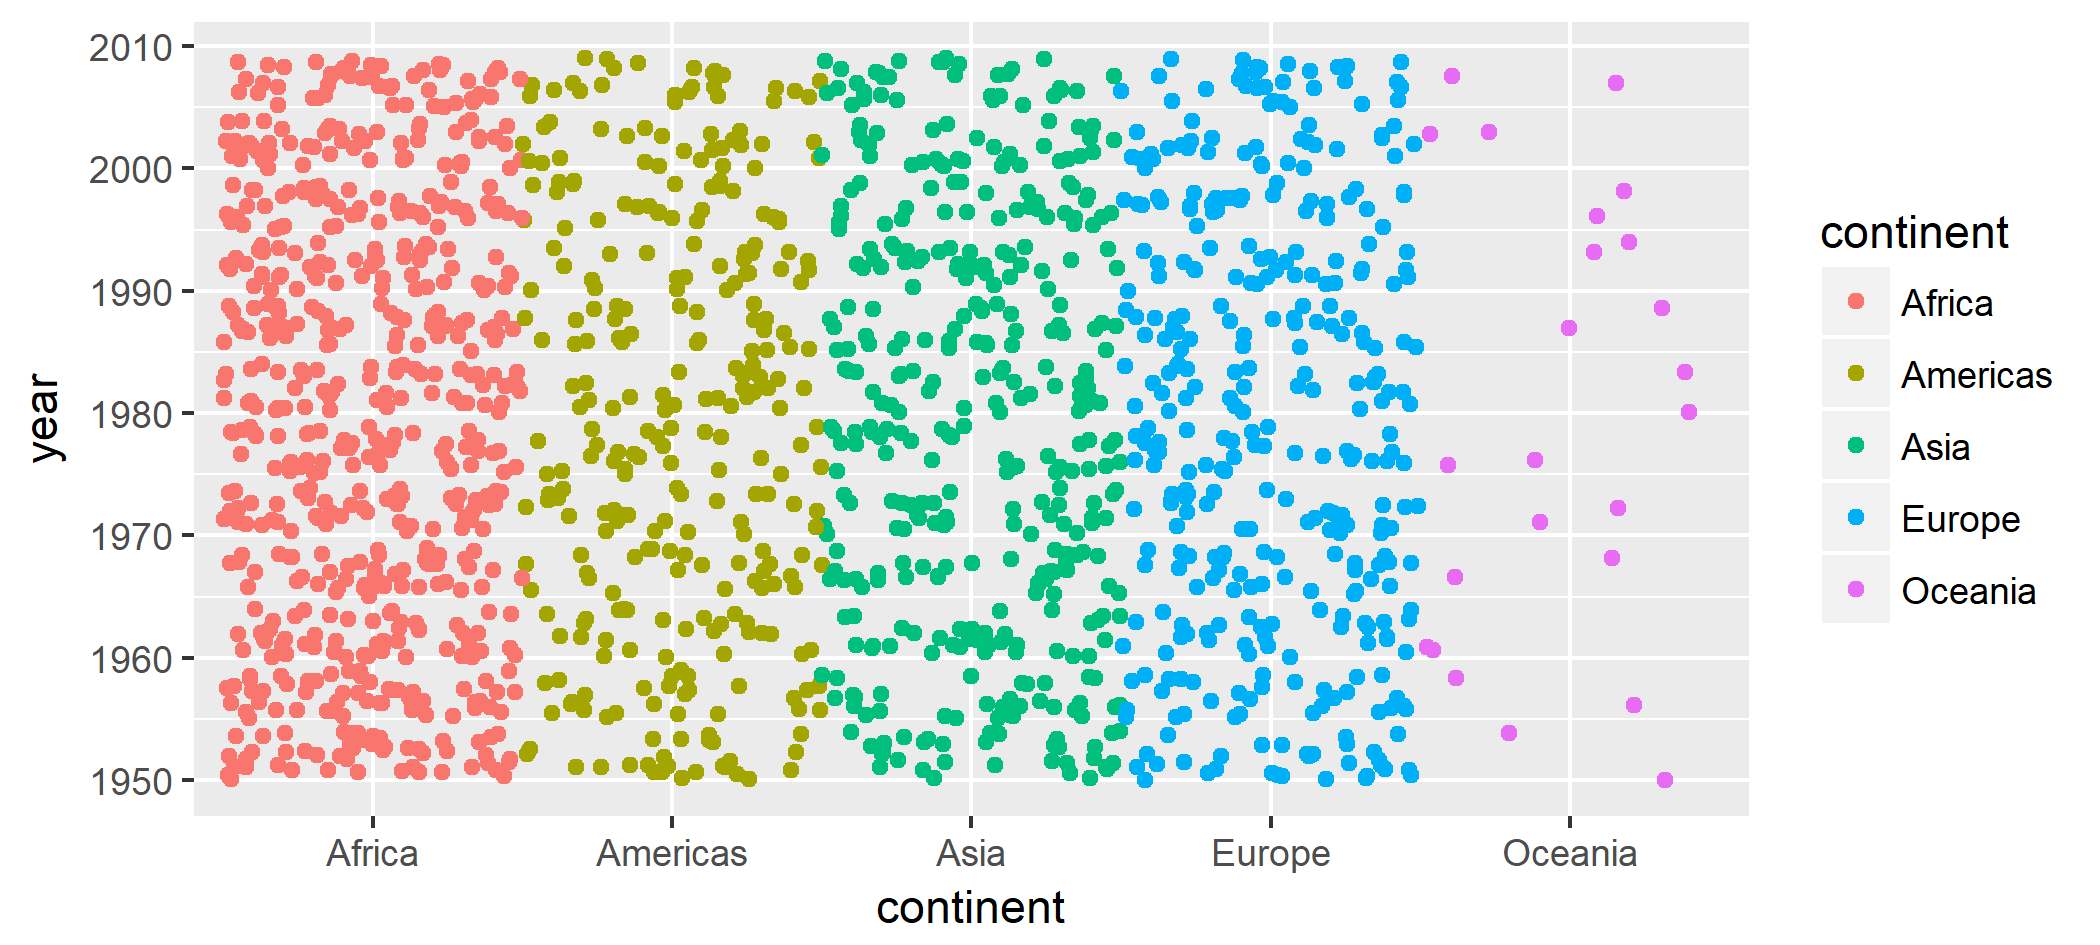 year
2010
2000
1990
1980
1970
1960
1950
Africa Americas Asia Europe Oceania
continent
continent
Africa
Americas
Asia
Europe
Oceania